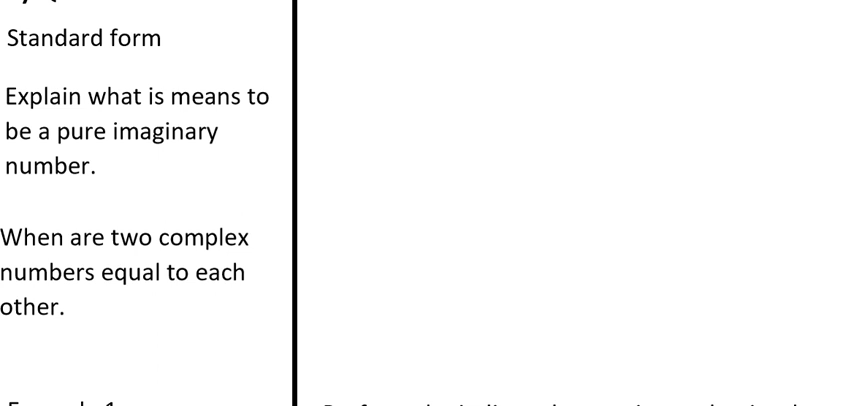 Standard form
Explain what is means to
be a pure imaginary
number.
When are two complex
numbers equal to each
other.